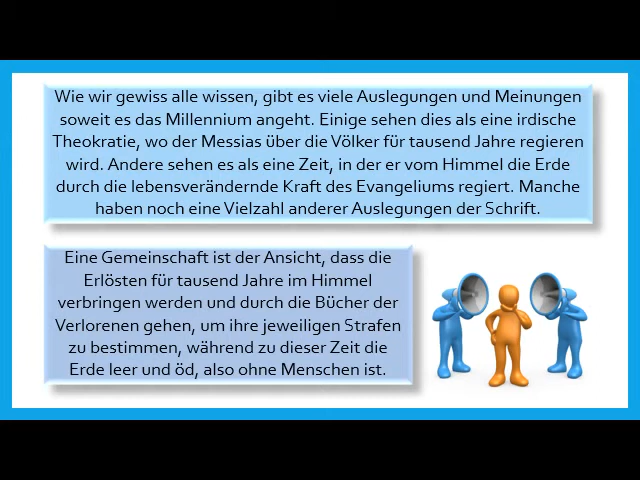 Wie wir gewiss alle wissen, gibt es viele Auslegungen und Meinungen
soweit es das Millennium angeht. Einige sehen dies als eine irdische
Theokratie, wo der Messias über die Völker für tausend Jahre regieren
wird. Andere sehen es als eine Zeit, in der er vom Himmel die Erde
durch die lebensverändernde Kraft des Evangeliums regiert. Manche
haben noch eine Vielzahl anderer Auslegungen der Schrift.
Eine Gemeinschaft ist der Ansicht, dass die
Erlösten für tausend Jahre im Himmel
verbringen werden und durch die Bücher der
Verlorenen gehen, um ihre jeweiligen Strafen
zu bestimmen, während zu dieser Zeit die
Erde leer und öd, also ohne Menschen ist.